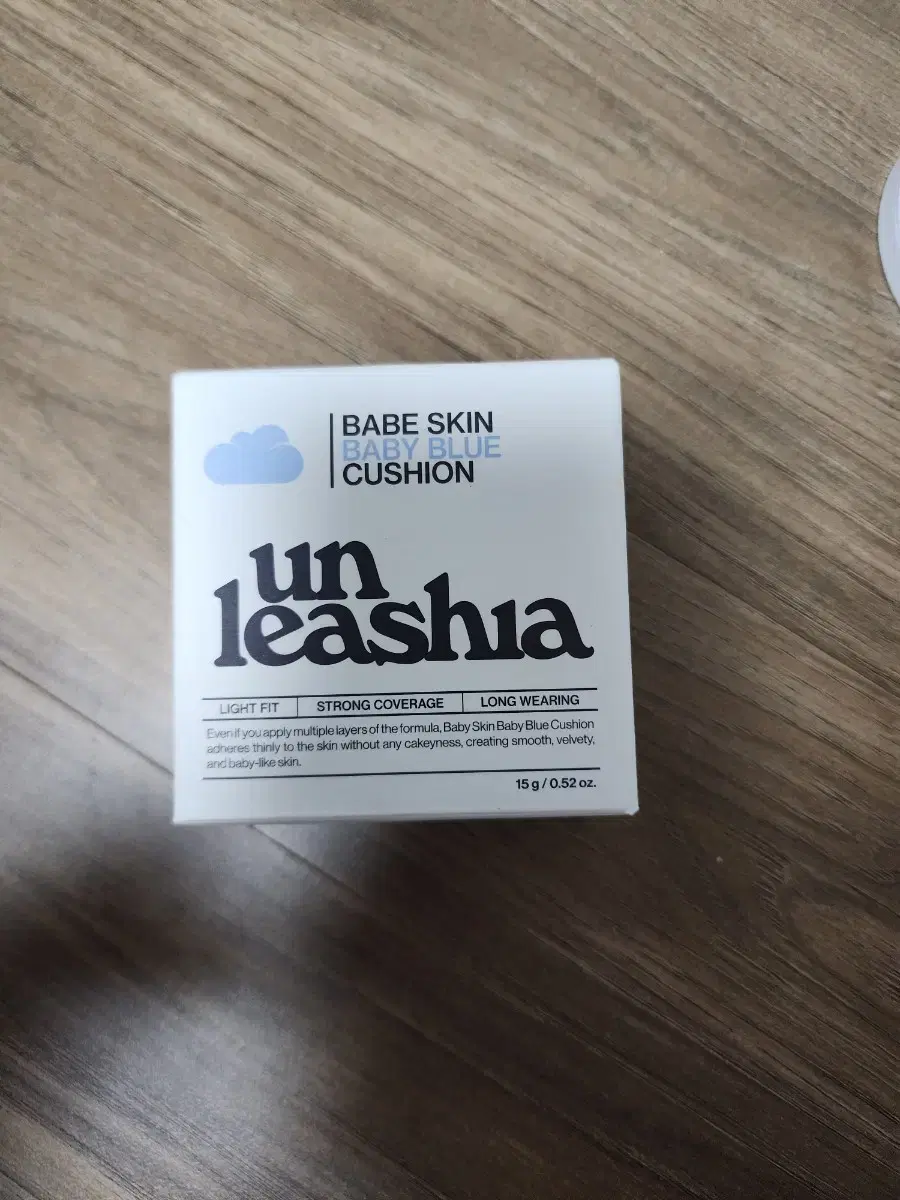 BABE SKIN
BABY BLUE
CUSHION
un
leashia
LIGHT FIT STRONG COVERAGE LONG WEARING
Even if you apply multiple layers of the formula, Baby Skin Baby Blue Cushion
adheres thinly to the skin without any cakeyness, creating smooth, velvety,
and baby-like skin.
15 g / 0.52 oz.